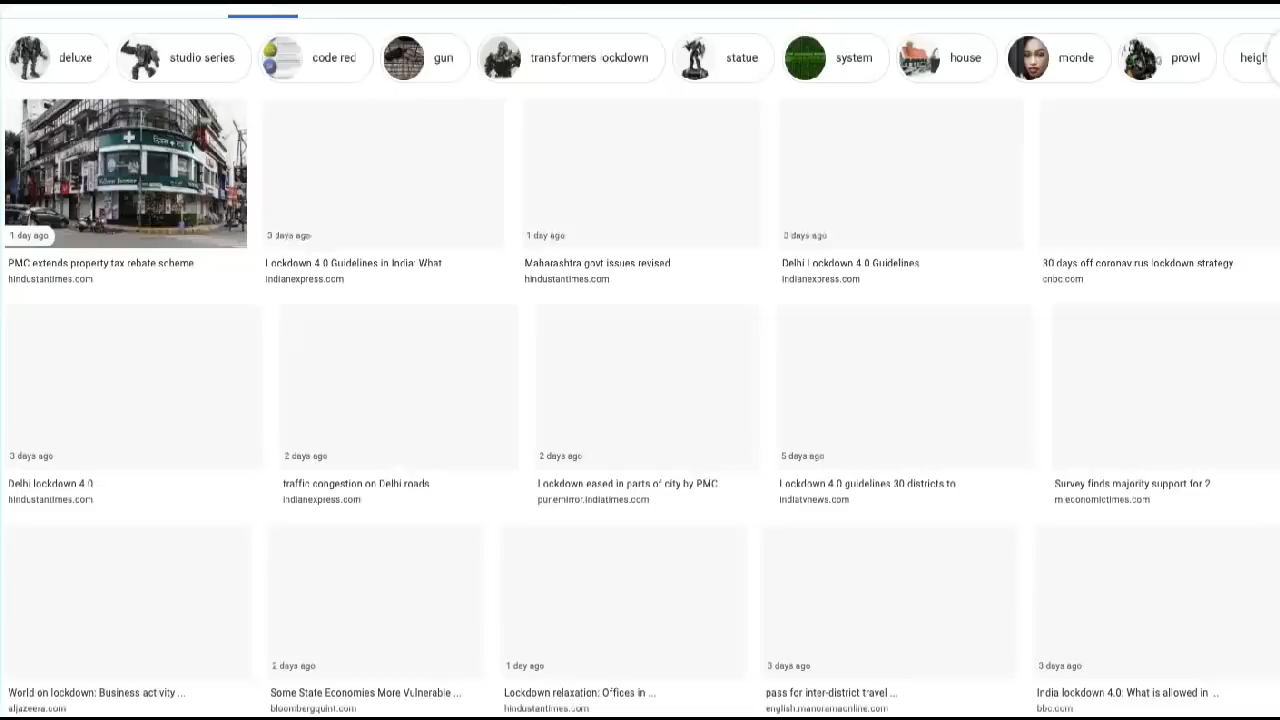 deluxe
studio series
code red
gun
transformers lockdown
statue
system
house
monde
prowl
heigh
1 day ago
3 days ago
1 day ago
3 days ago
PMC extends property tax rebate scheme
Lockdown 4.0 Guidelines in India: What
Maharashtra govt issues revised
Delhi Lockdown 4.0 Guidelines
30 days off coronavirus lockdown strategy
hindustantimes.com
indianexpress.com
hindustantimes.com
indianexpress.com
cnbc.com
3 days ago
2 days ago
2 days ago
5 days ago
Delhi lockdown 4.0
traffic congestion on Delhi roads
Lockdown eased in parts of city by PMC
Lockdown 4.0 guidelines 30 districts to
Survey finds majority support for 2
hindustantimes.com
indianexpress.com
punemirror.indiatimes.com
indiatvnews.com
m.economictimes.com
2 days ago
1 day ago
3 days ago
3 days ago
World on lockdown: Business activity ...
Some State Economies More Vulnerable ...
Lockdown relaxation: Offices in ...
pass for inter-district travel ...
India lockdown 4.0: What is allowed in ...
aljazeera.com
bloombergquint.com
hindustantimes.com
english.manoramaonline.com
bbc.com